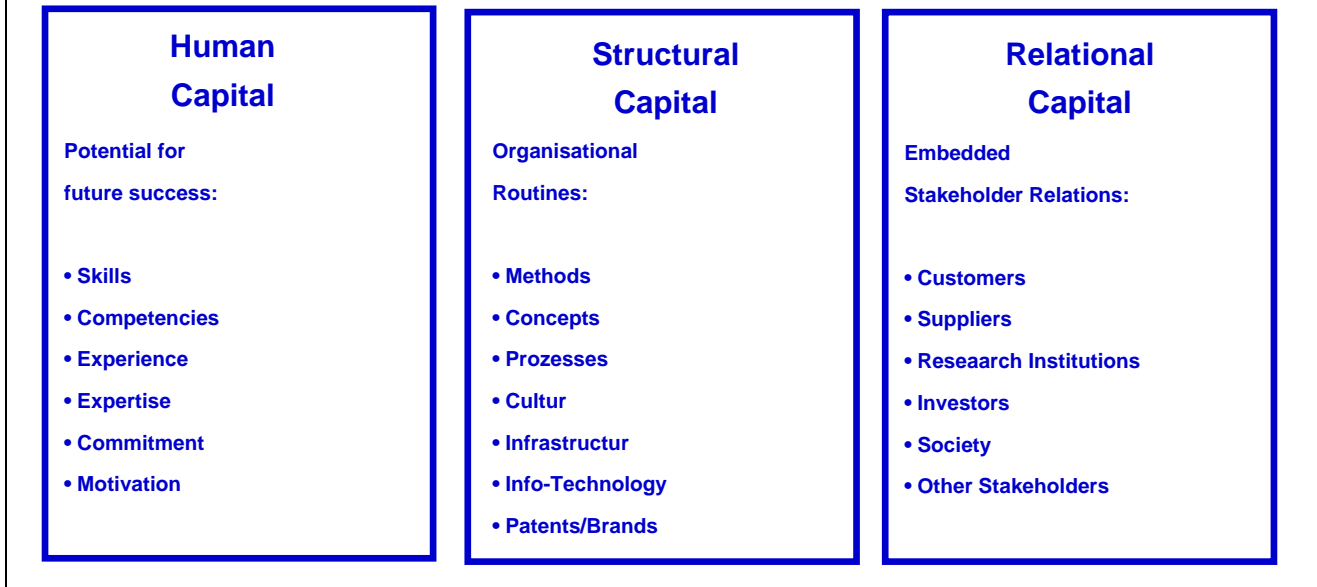 Human
Capital
Potential for
future success:
• Skills
• Competencies
• Experience
• Expertise
• Commitment
• Motivation
Structural
Capital
Organisational
Routines:
• Methods
• Concepts
• Prozesses
• Cultur
• Infrastructur
• Info-Technology
• Patents/Brands
Relational
Capital
Embedded
Stakeholder Relations:
• Customers
• Suppliers
• Reseaarch Institutions
• Investors
• Society
• Other Stakeholders